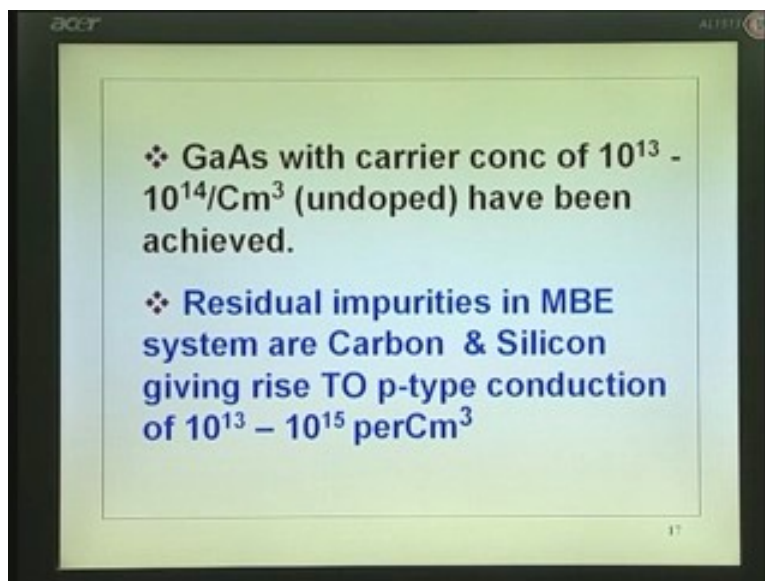 acer
❖ GaAs with carrier conc of 10¹³ -
10¹⁴/Cm³ (undoped) have been
achieved.
❖ Residual impurities in MBE
system are Carbon & Silicon
giving rise TO p-type conduction
of 10¹³ – 10¹⁵ perCm³
17